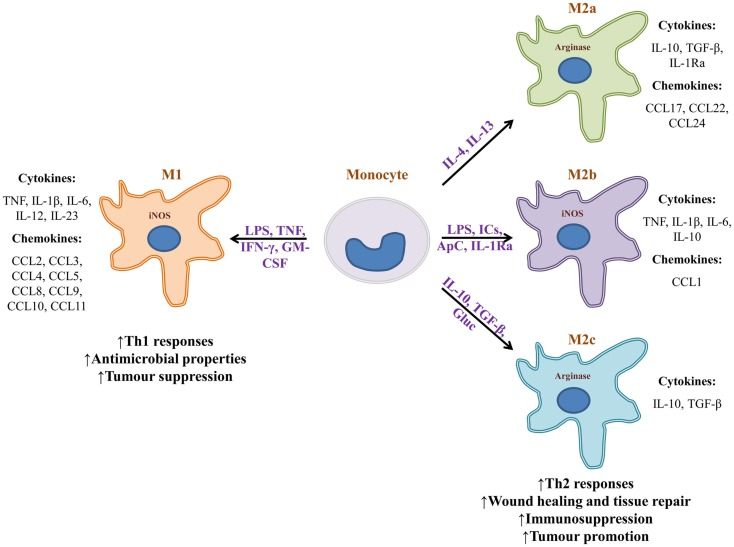 M1
Cytokines:
TNF, IL-1β, IL-6,
IL-12, IL-23
Chemokines:
CCL2, CCL3,
CCL4, CCL5,
CCL8, CCL9,
CCL10, CCL11
iNOS
↑Th1 responses
↑Antimicrobial properties
↑Tumour suppression
LPS, TNF,
IFN-γ, GM-
CSF
Monocyte
IL-4, IL-13
LPS, ICs,
ApC, IL-1Ra
IL-10, TGF-β,
Gluc
M2a
Arginase
Cytokines:
IL-10, TGF-β,
IL-1Ra
Chemokines:
CCL17, CCL22,
CCL24
M2b
iNOS
Cytokines:
TNF, IL-1β, IL-6,
IL-10
Chemokines:
CCL1
M2c
Arginase
Cytokines:
IL-10, TGF-β
↑Th2 responses
↑Wound healing and tissue repair
↑Immunosuppression
↑Tumour promotion